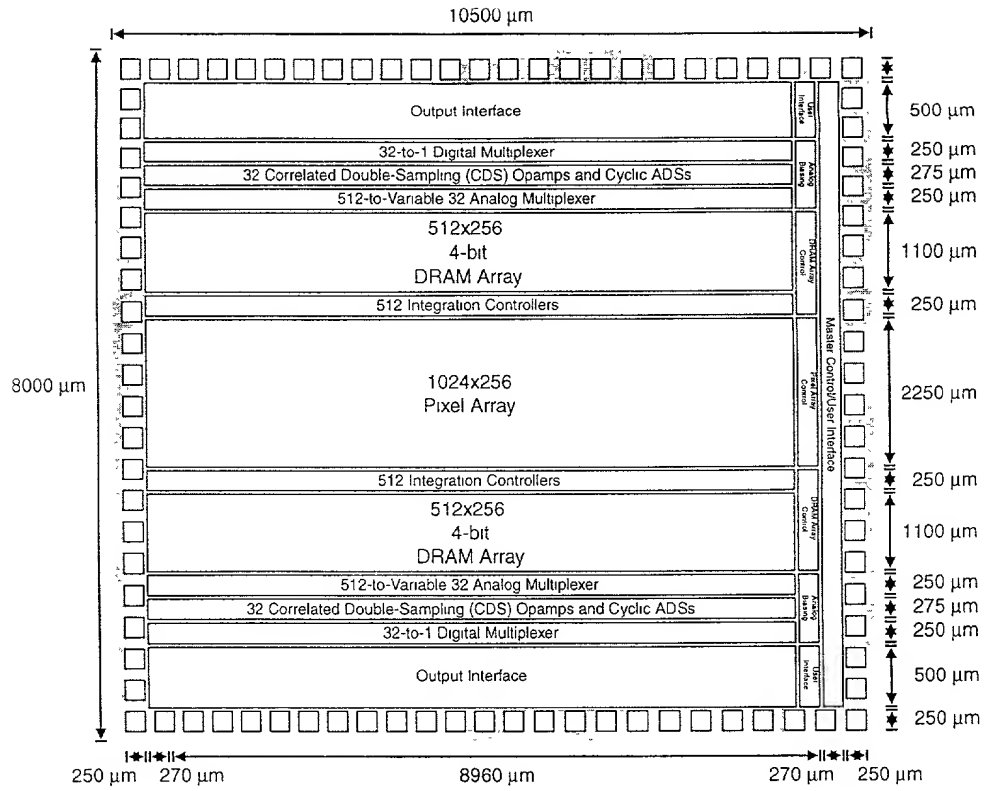 10500 µm
Output Interface
User Interface
500 µm
32-to-1 Digital Multiplexer
250 µm
32 Correlated Double-Sampling (CDS) Opamps and Cyclic ADSs
Analog Biasing
275 µm
512-to-Variable 32 Analog Multiplexer
250 µm
512x256
4-bit
DRAM Array
DRAM Array Control
1100 µm
512 Integration Controllers
250 µm
8000 µm
1024x256
Pixel Array
Pixel Array Control
Master Control/User Interface
2250 µm
512 Integration Controllers
250 µm
512x256
4-bit
DRAM Array
DRAM Array Control
1100 µm
512-to-Variable 32 Analog Multiplexer
250 µm
32 Correlated Double-Sampling (CDS) Opamps and Cyclic ADSs
Analog Biasing
275 µm
32-to-1 Digital Multiplexer
250 µm
Output Interface
User Interface
500 µm
250 µm
250 µm 270 µm 8960 µm 270 µm 250 µm